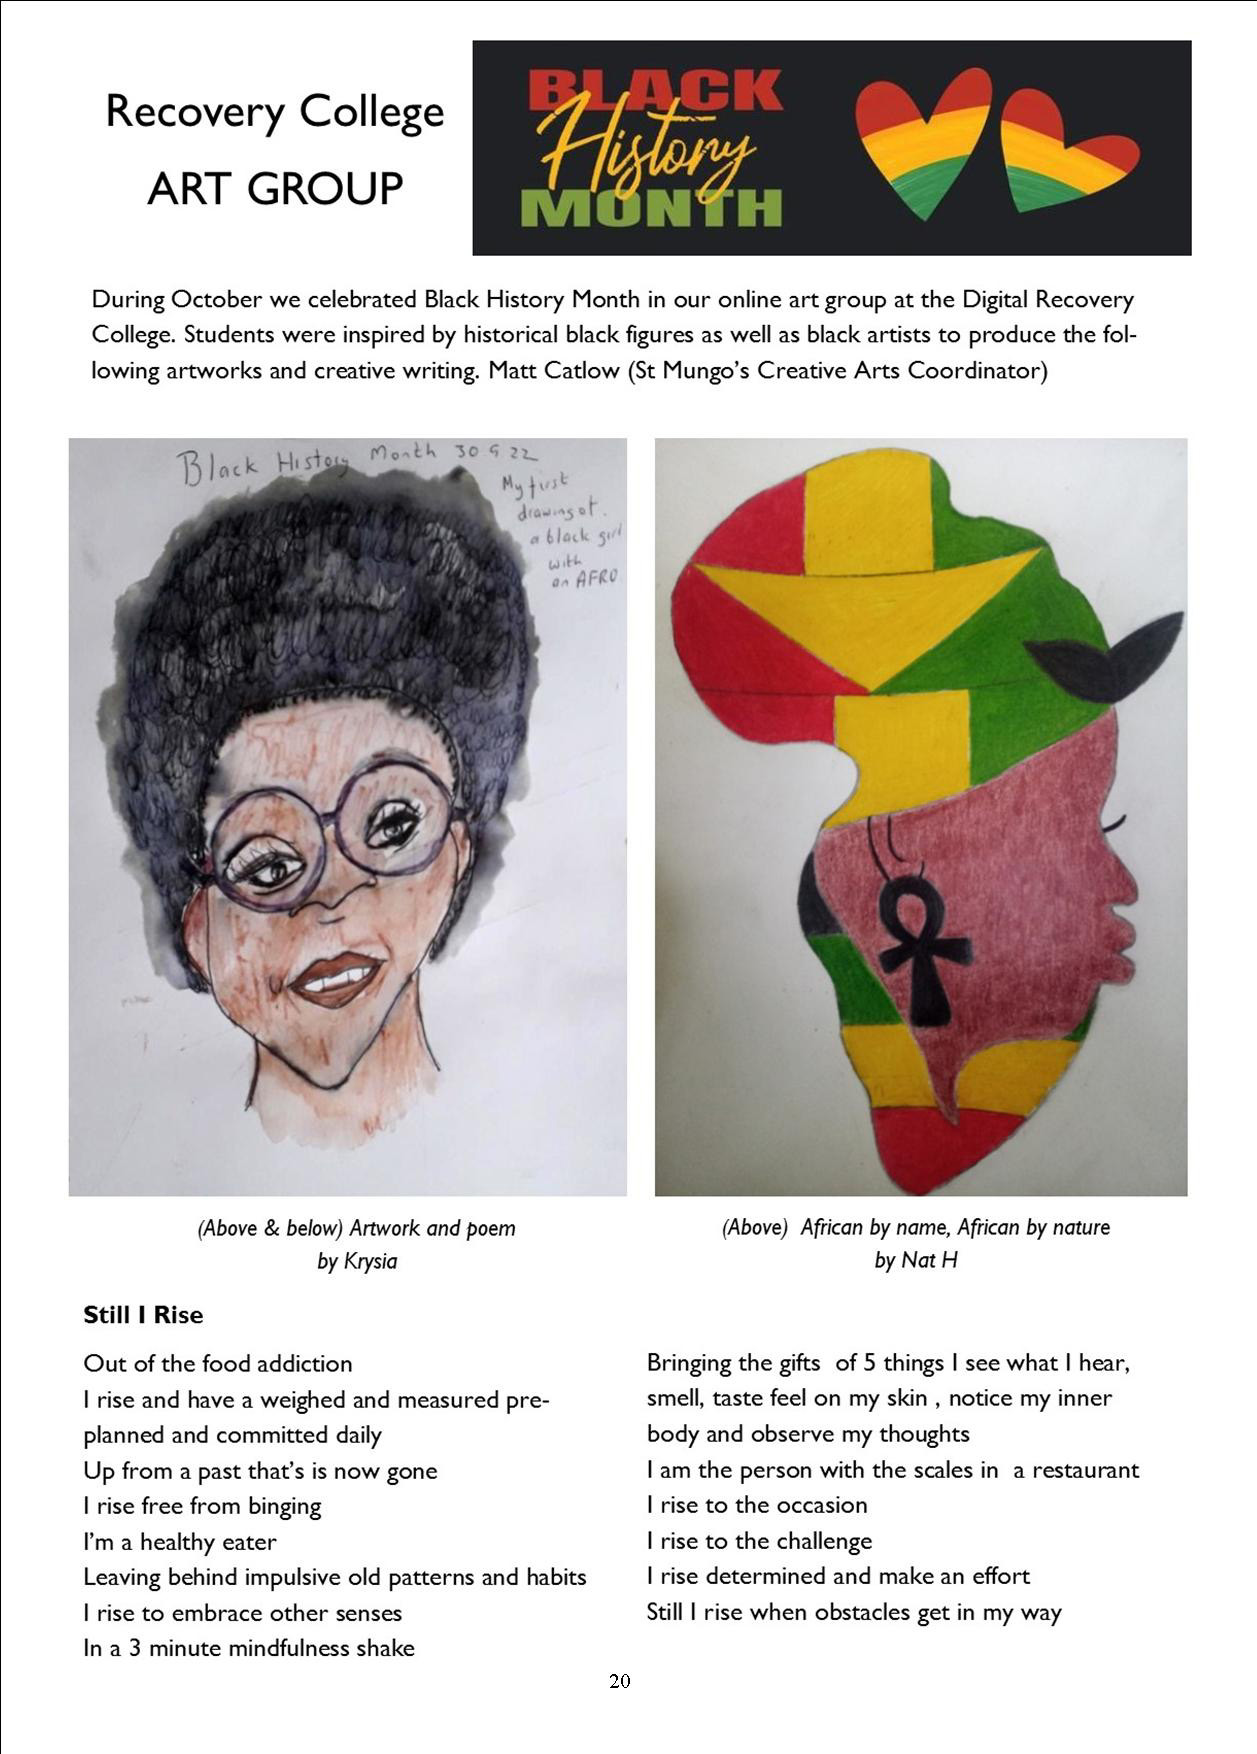 Recovery College
ART GROUP
BLACK
History
MONTH
During October we celebrated Black History Month in our online art group at the Digital Recovery
College. Students were inspired by historical black figures as well as black artists to produce the fol-
lowing artworks and creative writing. Matt Catlow (St Mungo's Creative Arts Coordinator)
Black History Month 30 9 22
My first
drawing of.
a black girl
with
an AFRO
(Above & below) Artwork and poem
by Krysia
(Above)  African by name, African by nature
by Nat H
Still I Rise
Out of the food addiction
I rise and have a weighed and measured pre-
planned and committed daily
Up from a past that's is now gone
I rise free from binging
I'm a healthy eater
Leaving behind impulsive old patterns and habits
I rise to embrace other senses
In a 3 minute mindfulness shake
Bringing the gifts  of 5 things I see what I hear,
smell, taste feel on my skin , notice my inner
body and observe my thoughts
I am the person with the scales in  a restaurant
I rise to the occasion
I rise to the challenge
I rise determined and make an effort
Still I rise when obstacles get in my way
20